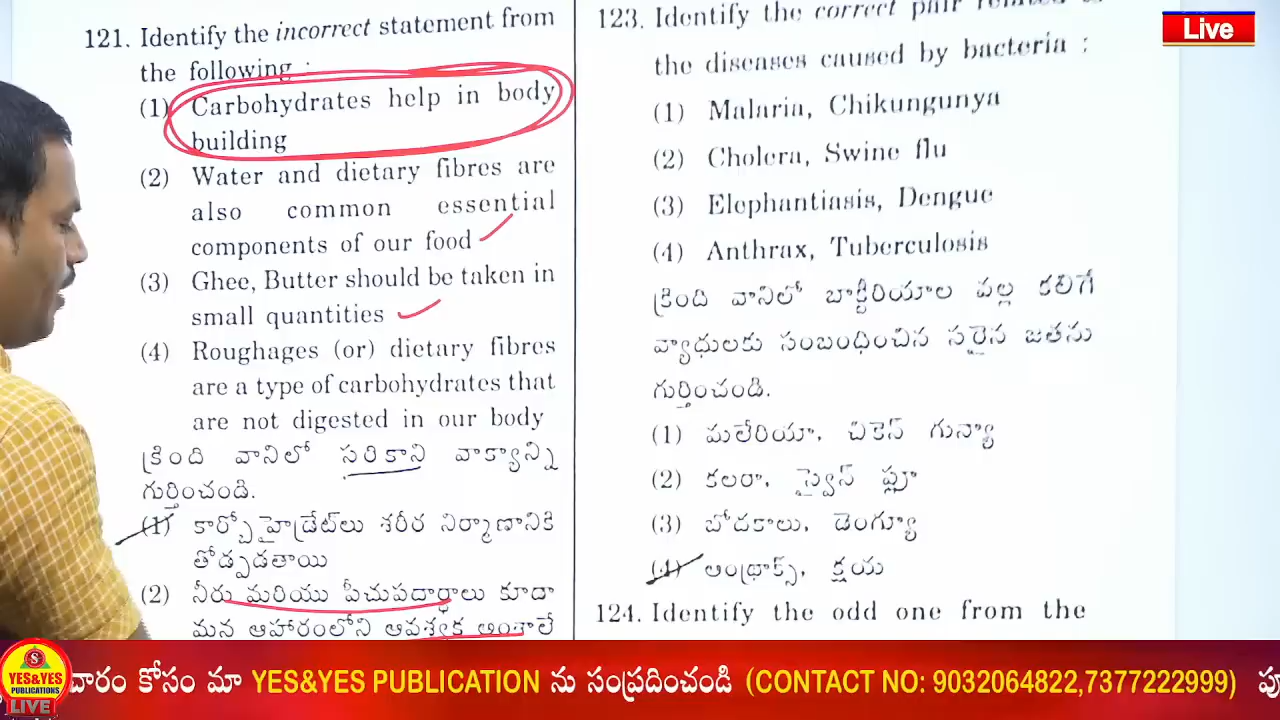 121. Identify the incorrect statement from
the following :
(1) Carbohydrates help in body
building
(2) Water and dietary fibres are
also common essential
components of our food
(3) Ghee, Butter should be taken in
small quantities
(4) Roughages (or) dietary fibres
are a type of carbohydrates that
are not digested in our body
క్రింది వానిలో సరికాని వాక్యాన్ని
గుర్తించండి.
(1) కార్బోహైడ్రేట్‌లు శరీర నిర్మాణానికి
తోడ్పడతాయి
(2) నీరు మరియు పీచుపదార్థాలు కూడా
మన ఆహారంలోని ఆవశ్యక అంశాలే
123. Identify the correct pair related to
the diseases caused by bacteria :
(1) Malaria, Chikungunya
(2) Cholera, Swine flu
(3) Elephantiasis, Dengue
(4) Anthrax, Tuberculosis
క్రింది వానిలో బాక్టీరియాల వల్ల కలిగే
వ్యాధులకు సంబంధించిన సరైన జతను
గుర్తించండి.
(1) మలేరియా, చికెన్ గున్యా
(2) కలరా, స్వైన్ ఫ్లూ
(3) బోదకాలు, డెంగ్యూ
(4) ఆంథ్రాక్స్, క్షయ
124. Identify the odd one from the
Live
YES&YES
PUBLICATIONS
LIVE
కోసం మా YES&YES PUBLICATION ను సంప్రదించండి (CONTACT NO: 9032064822,7377222999)